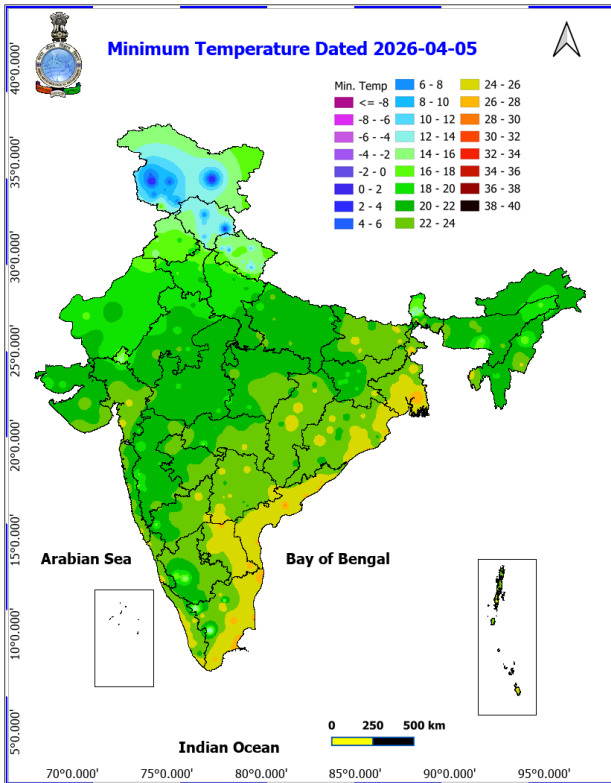 Minimum Temperature Dated 2026-04-05
Min. Temp
<= -8
-8 - -6
-6 - -4
-4 - -2
-2 - 0
0 - 2
2 - 4
4 - 6
6 - 8
8 - 10
10 - 12
12 - 14
14 - 16
16 - 18
18 - 20
20 - 22
22 - 24
24 - 26
26 - 28
28 - 30
30 - 32
32 - 34
34 - 36
36 - 38
38 - 40
40°0.000'
35°0.000'
30°0.000'
25°0.000'
20°0.000'
15°0.000'
10°0.000'
5°0.000'
Arabian Sea
Bay of Bengal
Indian Ocean
0 250 500 km
70°0.000' 75°0.000' 80°0.000' 85°0.000' 90°0.000' 95°0.000'